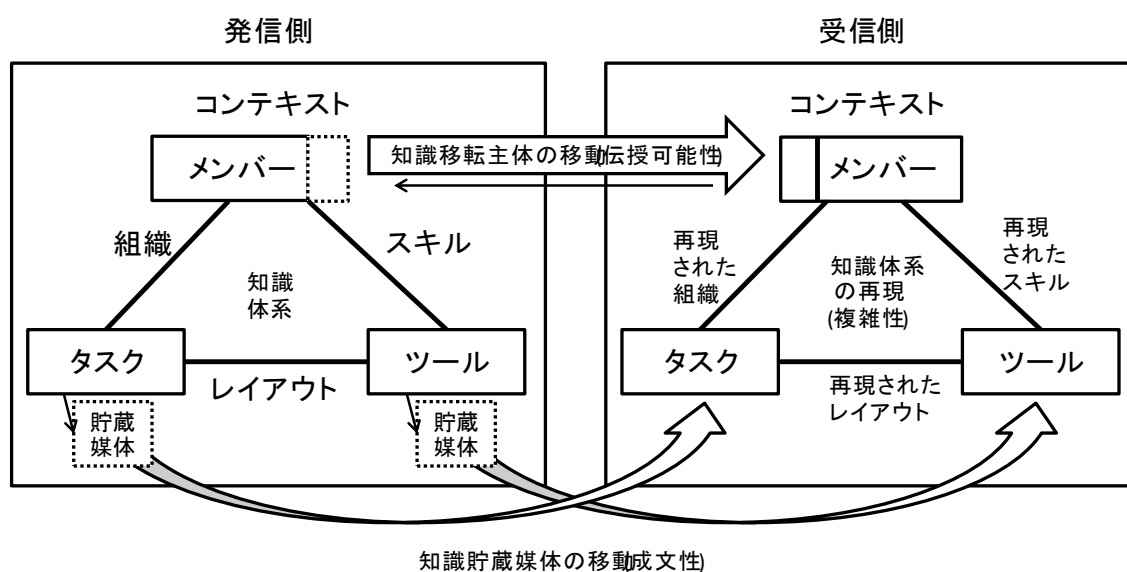 発信側
受信側
コンテキスト
コンテキスト
メンバー
知識移転主体の移動(伝授可能性)
メンバー
組織
スキル
知識
体系
再現
された
組織
知識体系
の再現
(複雑性)
再現
された
スキル
タスク
ツール
レイアウト
タスク
ツール
再現された
レイアウト
貯蔵
媒体
貯蔵
媒体
知識貯蔵媒体の移動(成文性)